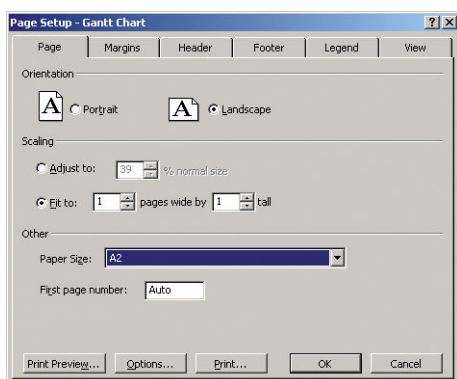 Page Setup - Gantt Chart ? X
Page Margins Header Footer Legend View
Orientation
A Portrait A Landscape
Scaling
Adjust to: 39 % normal size
Fit to: 1 pages wide by 1 tall
Other
Paper Size: A2
First page number: Auto
Print Preview... Options... Print... OK Cancel